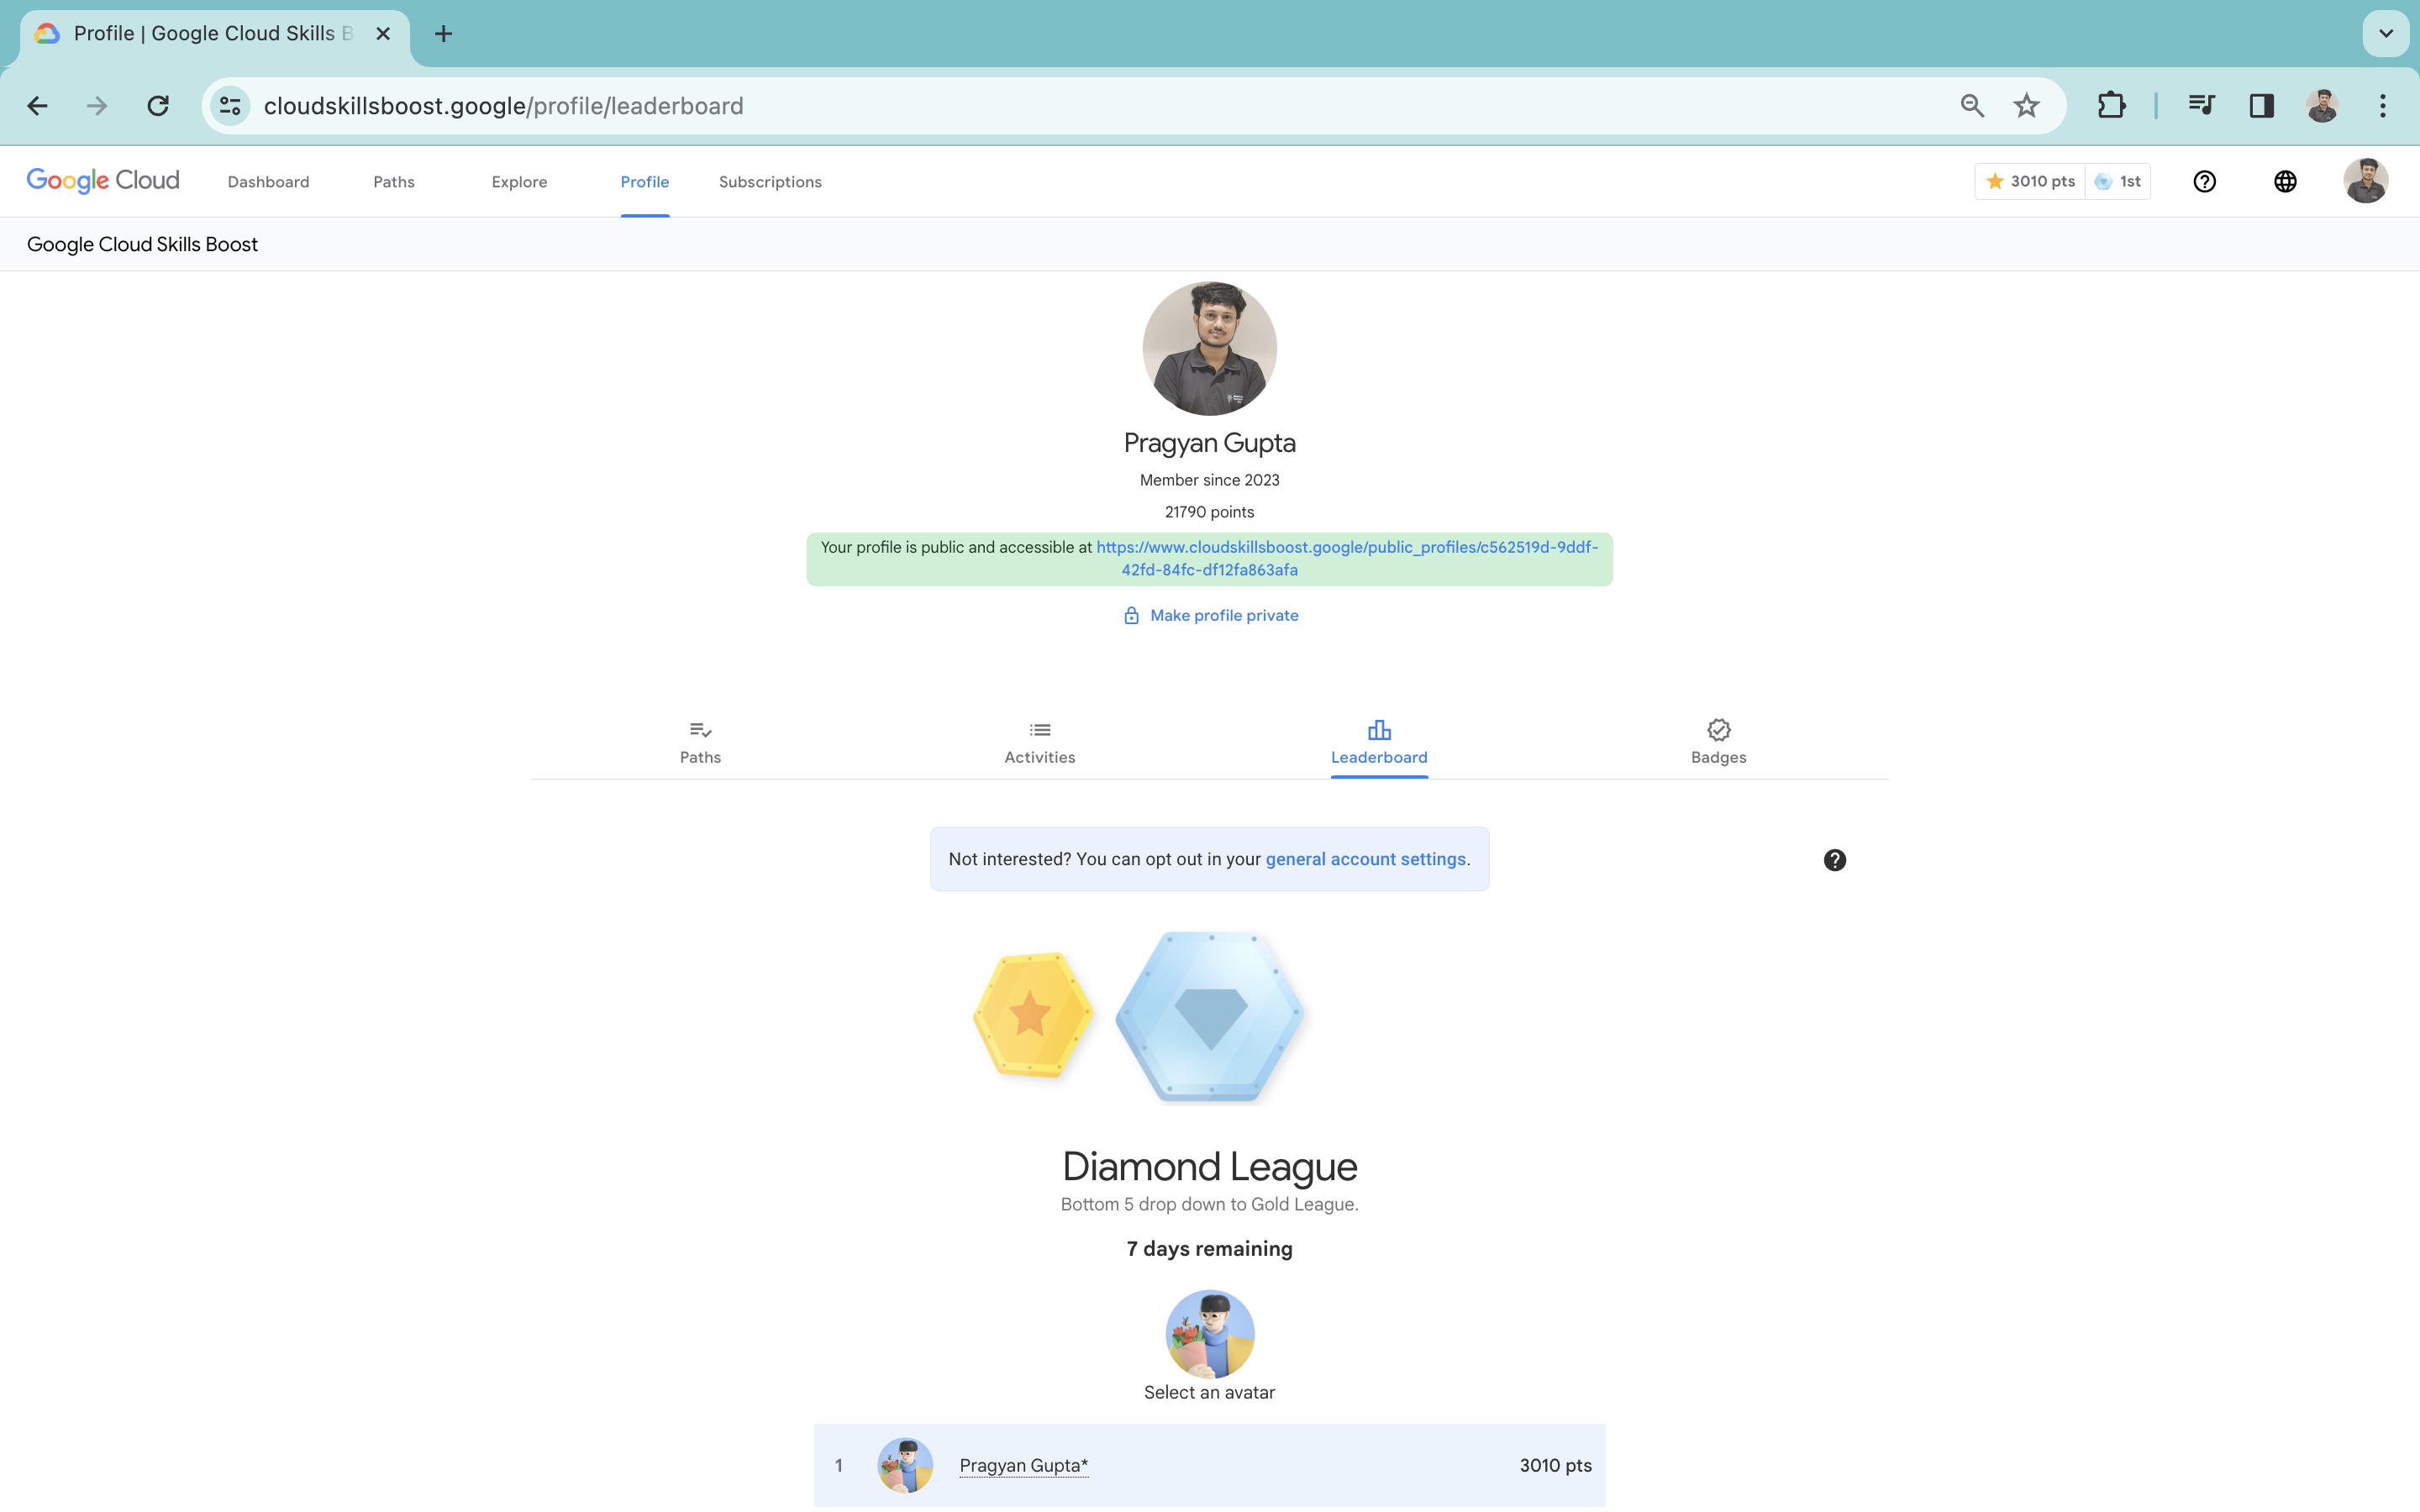 Profile | Google Cloud Skills B
cloudskillsboost.google/profile/leaderboard
Google Cloud Dashboard Paths Explore Profile Subscriptions 3010 pts 1st
Google Cloud Skills Boost
Pragyan Gupta
Member since 2023
21790 points
Your profile is public and accessible at https://www.cloudskillsboost.google/public_profiles/c562519d-9ddf-
42fd-84fc-df12fa863afa
Make profile private
Paths Activities Leaderboard Badges
Not interested? You can opt out in your general account settings.
Diamond League
Bottom 5 drop down to Gold League.
7 days remaining
Select an avatar
1 Pragyan Gupta* 3010 pts